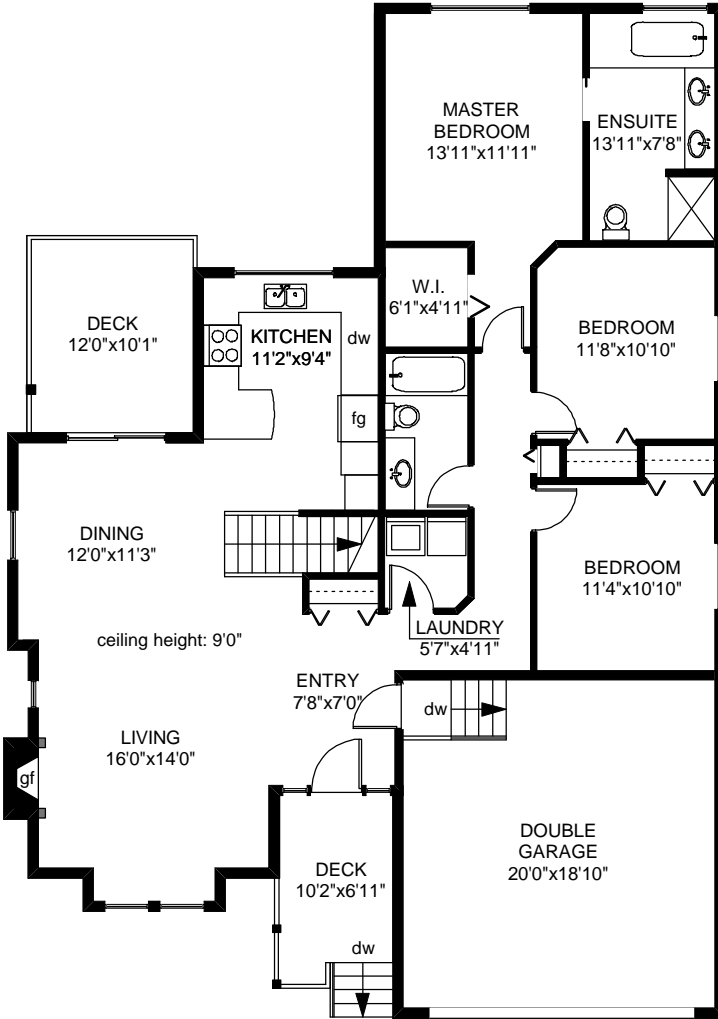 MASTER
BEDROOM
13'11"x11'11"
ENSUITE
13'11"x7'8"
W.I.
6'1"x4'11"
DECK
12'0"x10'1"
KITCHEN
11'2"x9'4"
dw
BEDROOM
11'8"x10'10"
fg
DINING
12'0"x11'3"
BEDROOM
11'4"x10'10"
ceiling height: 9'0"
LAUNDRY
5'7"x4'11"
ENTRY
7'8"x7'0"
dw
LIVING
16'0"x14'0"
gf
DOUBLE
GARAGE
20'0"x18'10"
DECK
10'2"x6'11"
dw